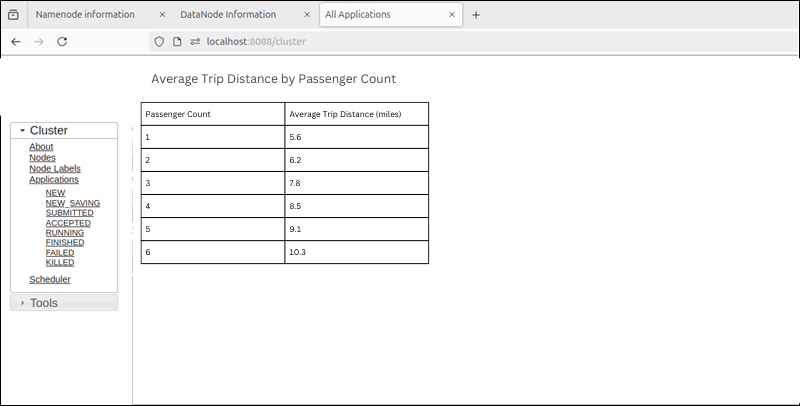 Namenode information
DataNode Information
All Applications
localhost:8088/cluster
Average Trip Distance by Passenger Count
Cluster
About
Nodes
Node Labels
Applications
NEW
NEW_SAVING
SUBMITTED
ACCEPTED
RUNNING
FINISHED
FAILED
KILLED
Scheduler
Tools
Passenger Count Average Trip Distance (miles)
1 5.6
2 6.2
3 7.8
4 8.5
5 9.1
6 10.3